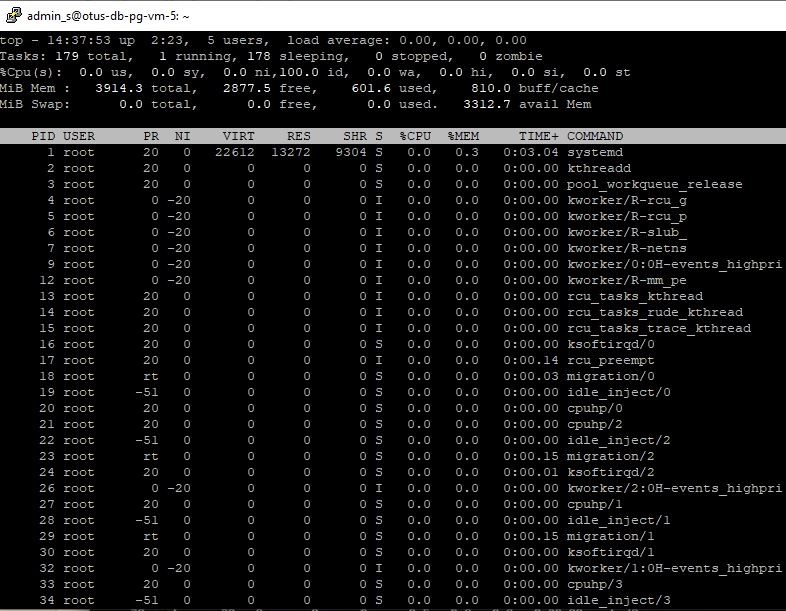 admin_s@otus-db-pg-vm-5: ~
top - 14:37:53 up  2:23,  5 users,  load average: 0.00, 0.00, 0.00
Tasks: 179 total,   1 running, 178 sleeping,   0 stopped,   0 zombie
%Cpu(s):  0.0 us,  0.0 sy,  0.0 ni,100.0 id,  0.0 wa,  0.0 hi,  0.0 si,  0.0 st
MiB Mem :   3914.3 total,   2877.5 free,    601.6 used,    810.0 buff/cache
MiB Swap:      0.0 total,      0.0 free,      0.0 used.   3312.7 avail Mem
PID USER      PR  NI    VIRT    RES    SHR S  %CPU  %MEM     TIME+ COMMAND
1 root      20   0   22612  13272   9304 S   0.0   0.3   0:03.04 systemd
2 root      20   0       0      0      0 S   0.0   0.0   0:00.00 kthreadd
3 root      20   0       0      0      0 S   0.0   0.0   0:00.00 pool_workqueue_release
4 root       0 -20       0      0      0 I   0.0   0.0   0:00.00 kworker/R-rcu_g
5 root       0 -20       0      0      0 I   0.0   0.0   0:00.00 kworker/R-rcu_p
6 root       0 -20       0      0      0 I   0.0   0.0   0:00.00 kworker/R-slub_
7 root       0 -20       0      0      0 I   0.0   0.0   0:00.00 kworker/R-netns
9 root       0 -20       0      0      0 I   0.0   0.0   0:00.00 kworker/0:0H-events_highpri
12 root       0 -20       0      0      0 I   0.0   0.0   0:00.00 kworker/R-mm_pe
13 root      20   0       0      0      0 I   0.0   0.0   0:00.00 rcu_tasks_kthread
14 root      20   0       0      0      0 I   0.0   0.0   0:00.00 rcu_tasks_rude_kthread
15 root      20   0       0      0      0 I   0.0   0.0   0:00.00 rcu_tasks_trace_kthread
16 root      20   0       0      0      0 S   0.0   0.0   0:00.00 ksoftirqd/0
17 root      20   0       0      0      0 I   0.0   0.0   0:00.14 rcu_preempt
18 root      rt   0       0      0      0 S   0.0   0.0   0:00.03 migration/0
19 root     -51   0       0      0      0 S   0.0   0.0   0:00.00 idle_inject/0
20 root      20   0       0      0      0 S   0.0   0.0   0:00.00 cpuhp/0
21 root      20   0       0      0      0 S   0.0   0.0   0:00.00 cpuhp/2
22 root     -51   0       0      0      0 S   0.0   0.0   0:00.00 idle_inject/2
23 root      rt   0       0      0      0 S   0.0   0.0   0:00.15 migration/2
24 root      20   0       0      0      0 S   0.0   0.0   0:00.01 ksoftirqd/2
26 root       0 -20       0      0      0 I   0.0   0.0   0:00.00 kworker/2:0H-events_highpri
27 root      20   0       0      0      0 S   0.0   0.0   0:00.00 cpuhp/1
28 root     -51   0       0      0      0 S   0.0   0.0   0:00.00 idle_inject/1
29 root      rt   0       0      0      0 S   0.0   0.0   0:00.15 migration/1
30 root      20   0       0      0      0 S   0.0   0.0   0:00.00 ksoftirqd/1
32 root       0 -20       0      0      0 I   0.0   0.0   0:00.00 kworker/1:0H-events_highpri
33 root      20   0       0      0      0 S   0.0   0.0   0:00.00 cpuhp/3
34 root     -51   0       0      0      0 S   0.0   0.0   0:00.00 idle_inject/3